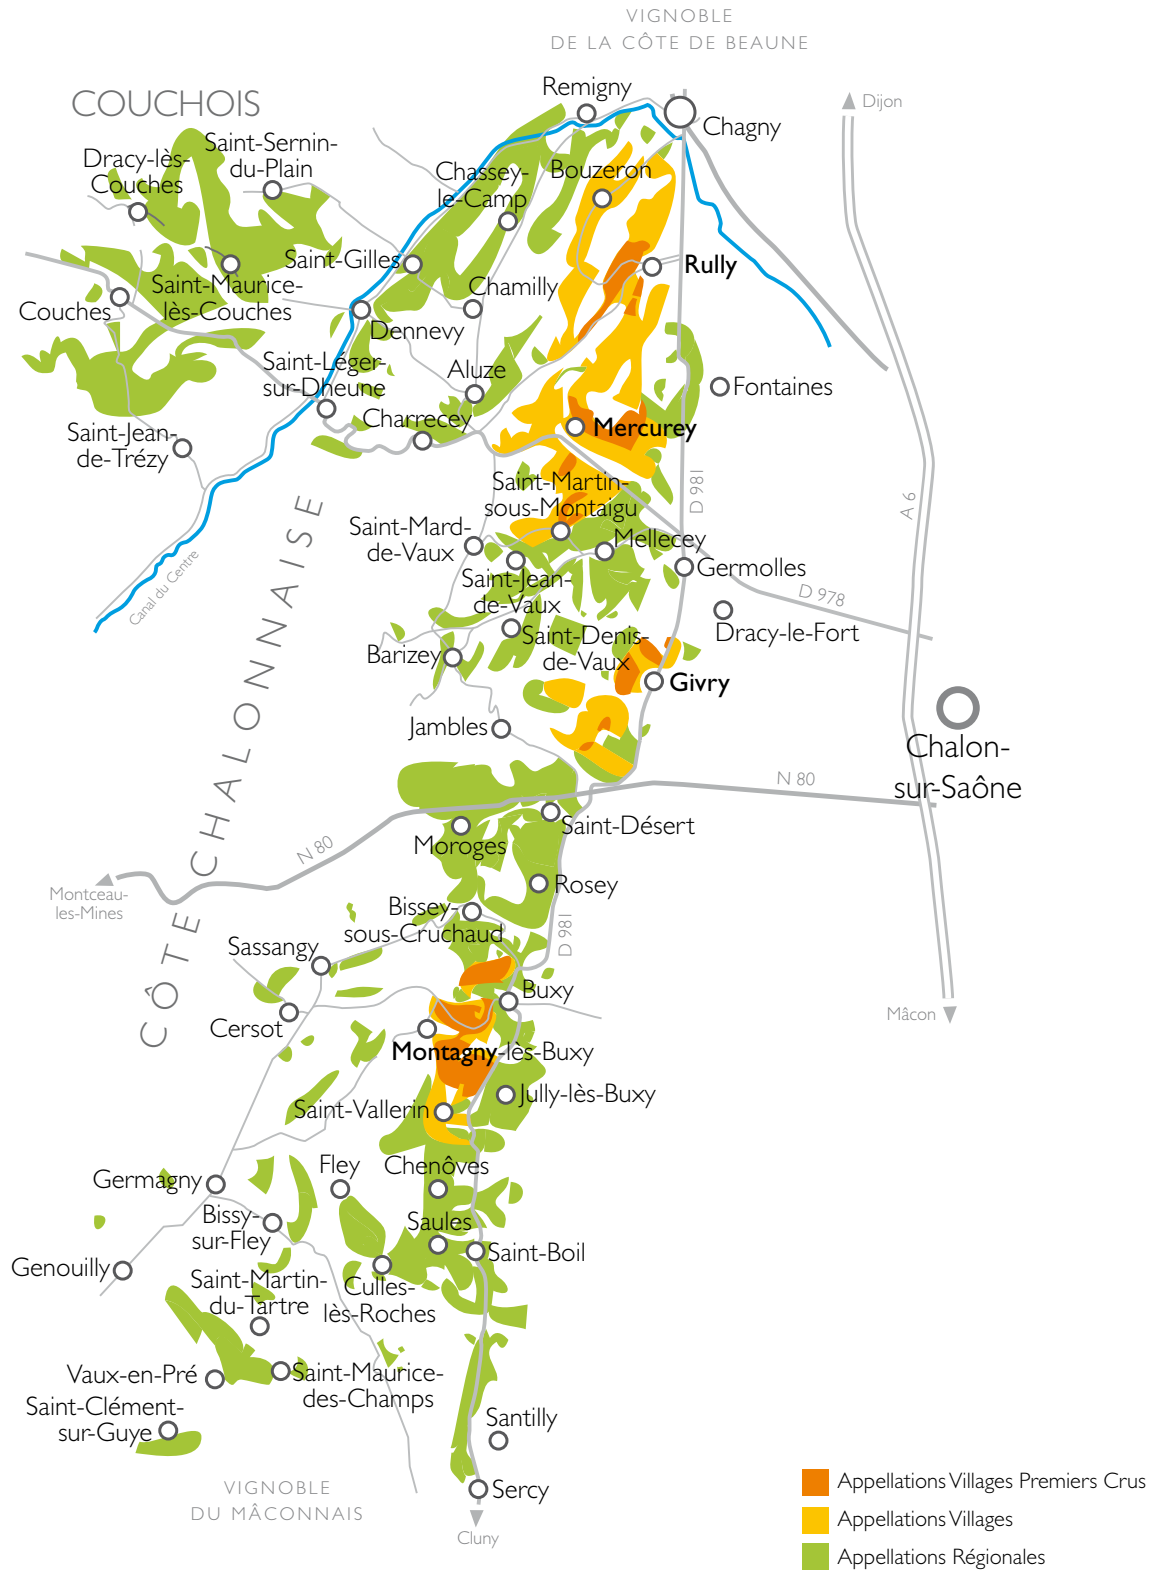 VIGNOBLE
DE LA CÔTE DE BEAUNE
COUCHOIS
Remigny
Dijon
Chagny
Saint-Sernin-
du-Plain
Dracy-lès-
Couches
Chassey-
le-Camp
Bouzeron
Saint-Gilles
Rully
Saint-Maurice-
lès-Couches
Couches
Chamilly
Dennevy
Saint-Léger-
sur-Dheune
Aluze
Fontaines
Charrecey
Mercurey
Saint-Jean-
de-Trézy
D 981
Saint-Martin-
sous-Montaigu
A 6
Saint-Mard-
de-Vaux
Mellecey
Germolles
Canal du Centre
Saint-Jean-
de-Vaux
D 978
Dracy-le-Fort
Saint-Denis-
de-Vaux
Barizey
Givry
CÔTE CHALONNAISE
Jambles
Chalon-
sur-Saône
N 80
Saint-Désert
Moroges
N 80
Montceau-
les-Mines
Rosey
Bissey-
sous-Cruchaud
D 981
Sassangy
Buxy
Cersot
Mâcon
Montagny-lès-Buxy
Jully-lès-Buxy
Saint-Vallerin
Fley
Chenôves
Germagny
Bissy-
sur-Fley
Saules
Saint-Boil
Genouilly
Saint-Martin-
du-Tartre
Culles-
lès-Roches
Vaux-en-Pré
Saint-Maurice-
des-Champs
Saint-Clément-
sur-Guye
Santilly
VIGNOBLE
DU MÂCONNAIS
Sercy
Cluny
Appellations Villages Premiers Crus
Appellations Villages
Appellations Régionales